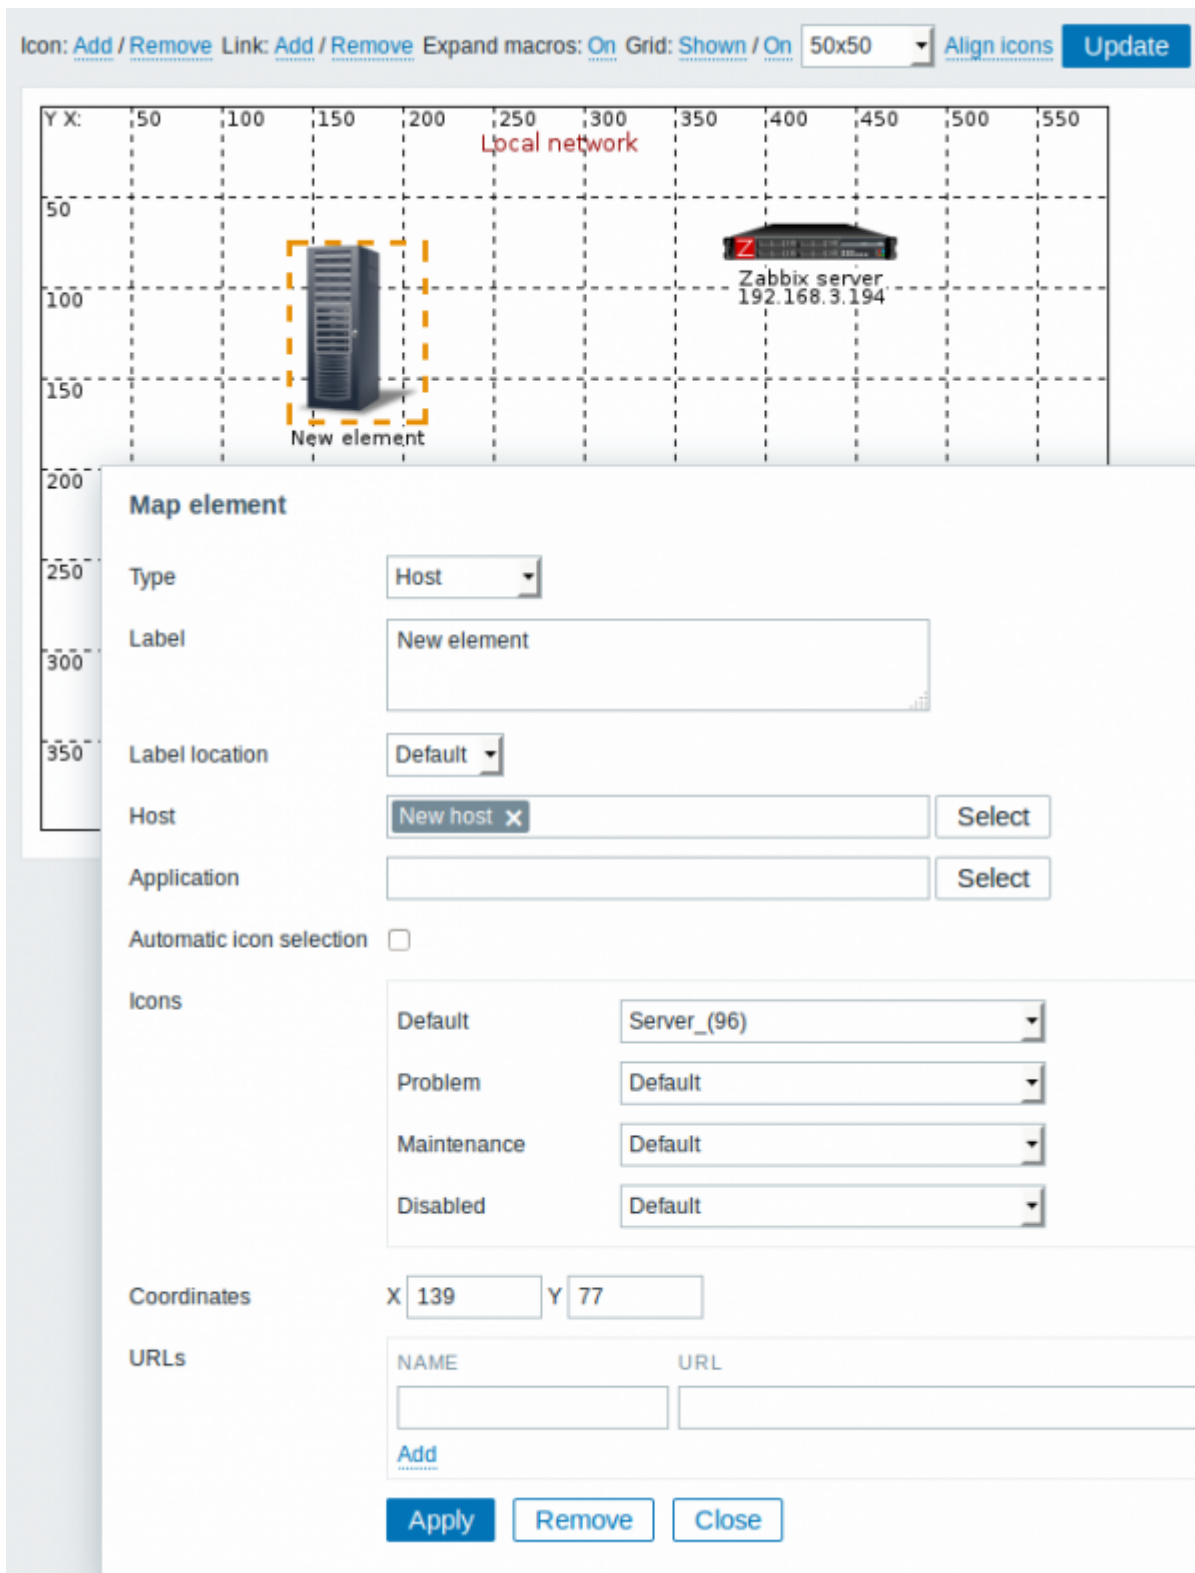 Icon: Add / Remove Link: Add / Remove Expand macros: On Grid: Shown / On 50x50 Align icons Update
Y X: 50 100 150 200 250 300 350 400 450 500 550
Local network
50
Z
Zabbix server
100
192.168.3.194
150
New element
200
Map element
250
Type Host
Label New element
300
350
Label location Default
Host New host Select
Application Select
Automatic icon selection
Icons
Default Server_(96)
Problem Default
Maintenance Default
Disabled Default
Coordinates X 139 Y 77
URLs NAME URL
Add
Apply Remove Close